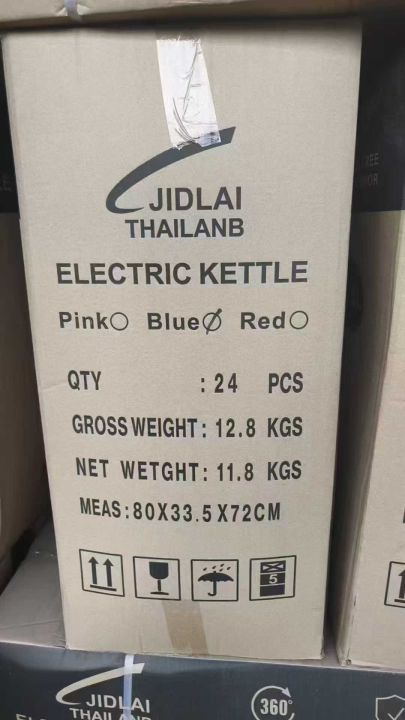 JIDLAI
THAILANB
ELECTRIC KETTLE
Pink Blue Red
QTY : 24 PCS
GROSS WEIGHT : 12.8 KGS
NET WETGHT : 11.8 KGS
MEAS : 80X33.5X72CM
5
JIDLAI
360°